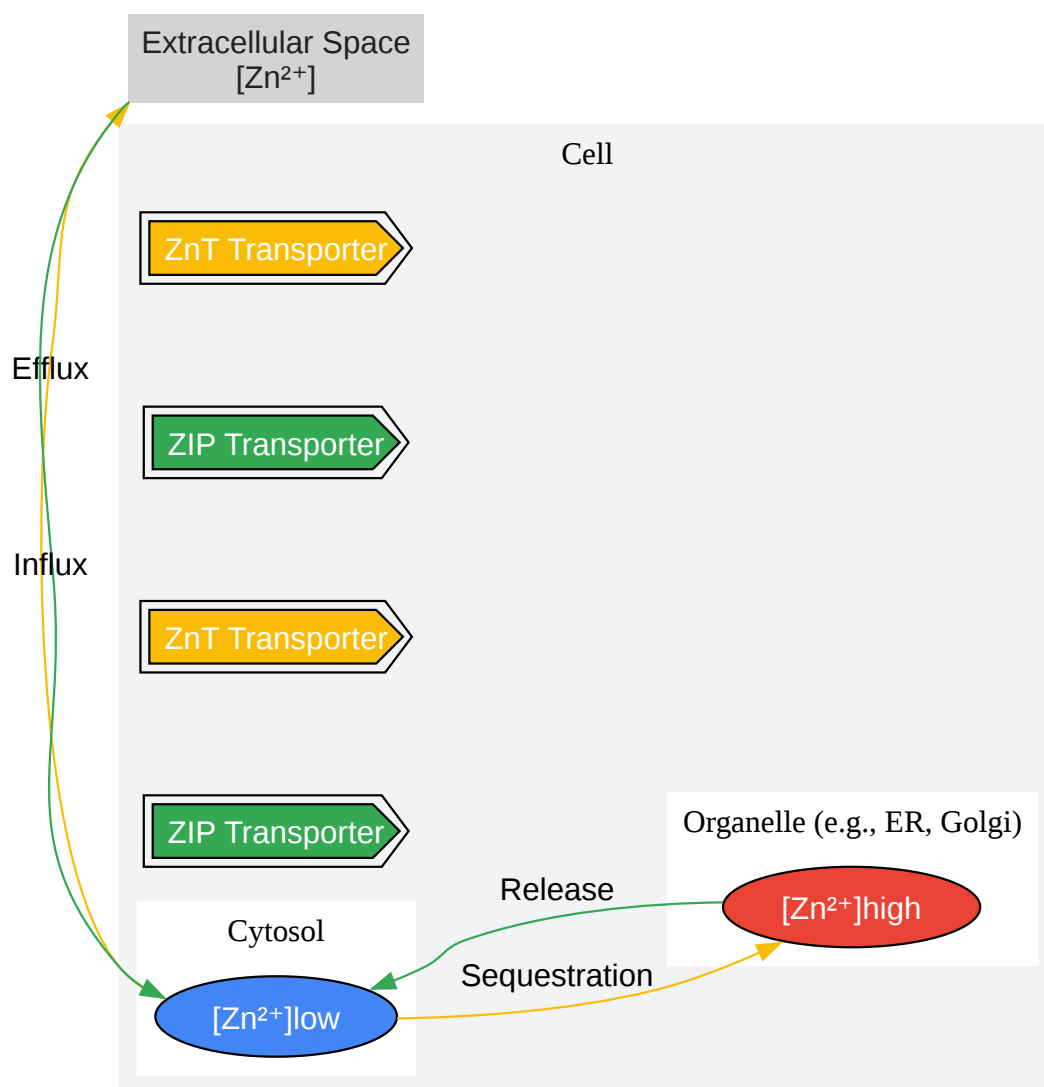 Extracellular Space
[Zn²⁺]
Cell
ZnT Transporter
Efflux
ZIP Transporter
Influx
ZnT Transporter
ZIP Transporter
Organelle (e.g., ER, Golgi)
Release
[Zn²⁺]high
Cytosol
Sequestration
[Zn²⁺]low